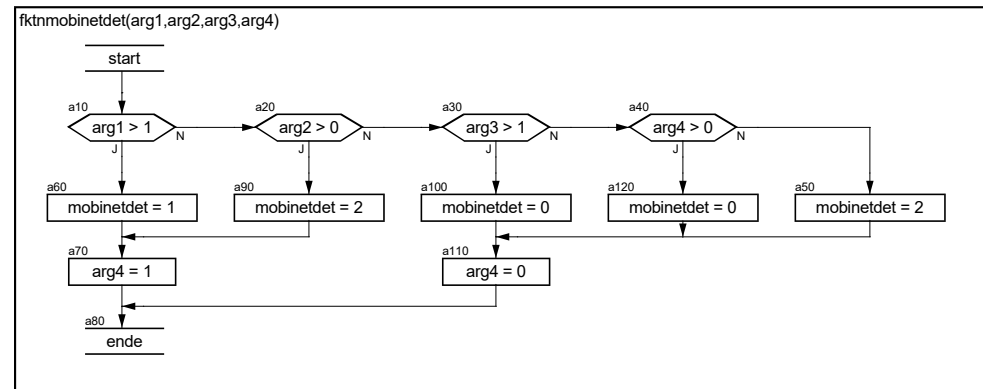 fktnmobinetdet(arg1,arg2,arg3,arg4)
start
a10 a20 a30 a40
arg1 > 1 N arg2 > 0 N arg3 > 1 N arg4 > 0 N
J J J J
a60 a90 a100 a120 a50
mobinetdet = 1 mobinetdet = 2 mobinetdet = 0 mobinetdet = 0 mobinetdet = 2
a70 a110
arg4 = 1 arg4 = 0
a80
ende